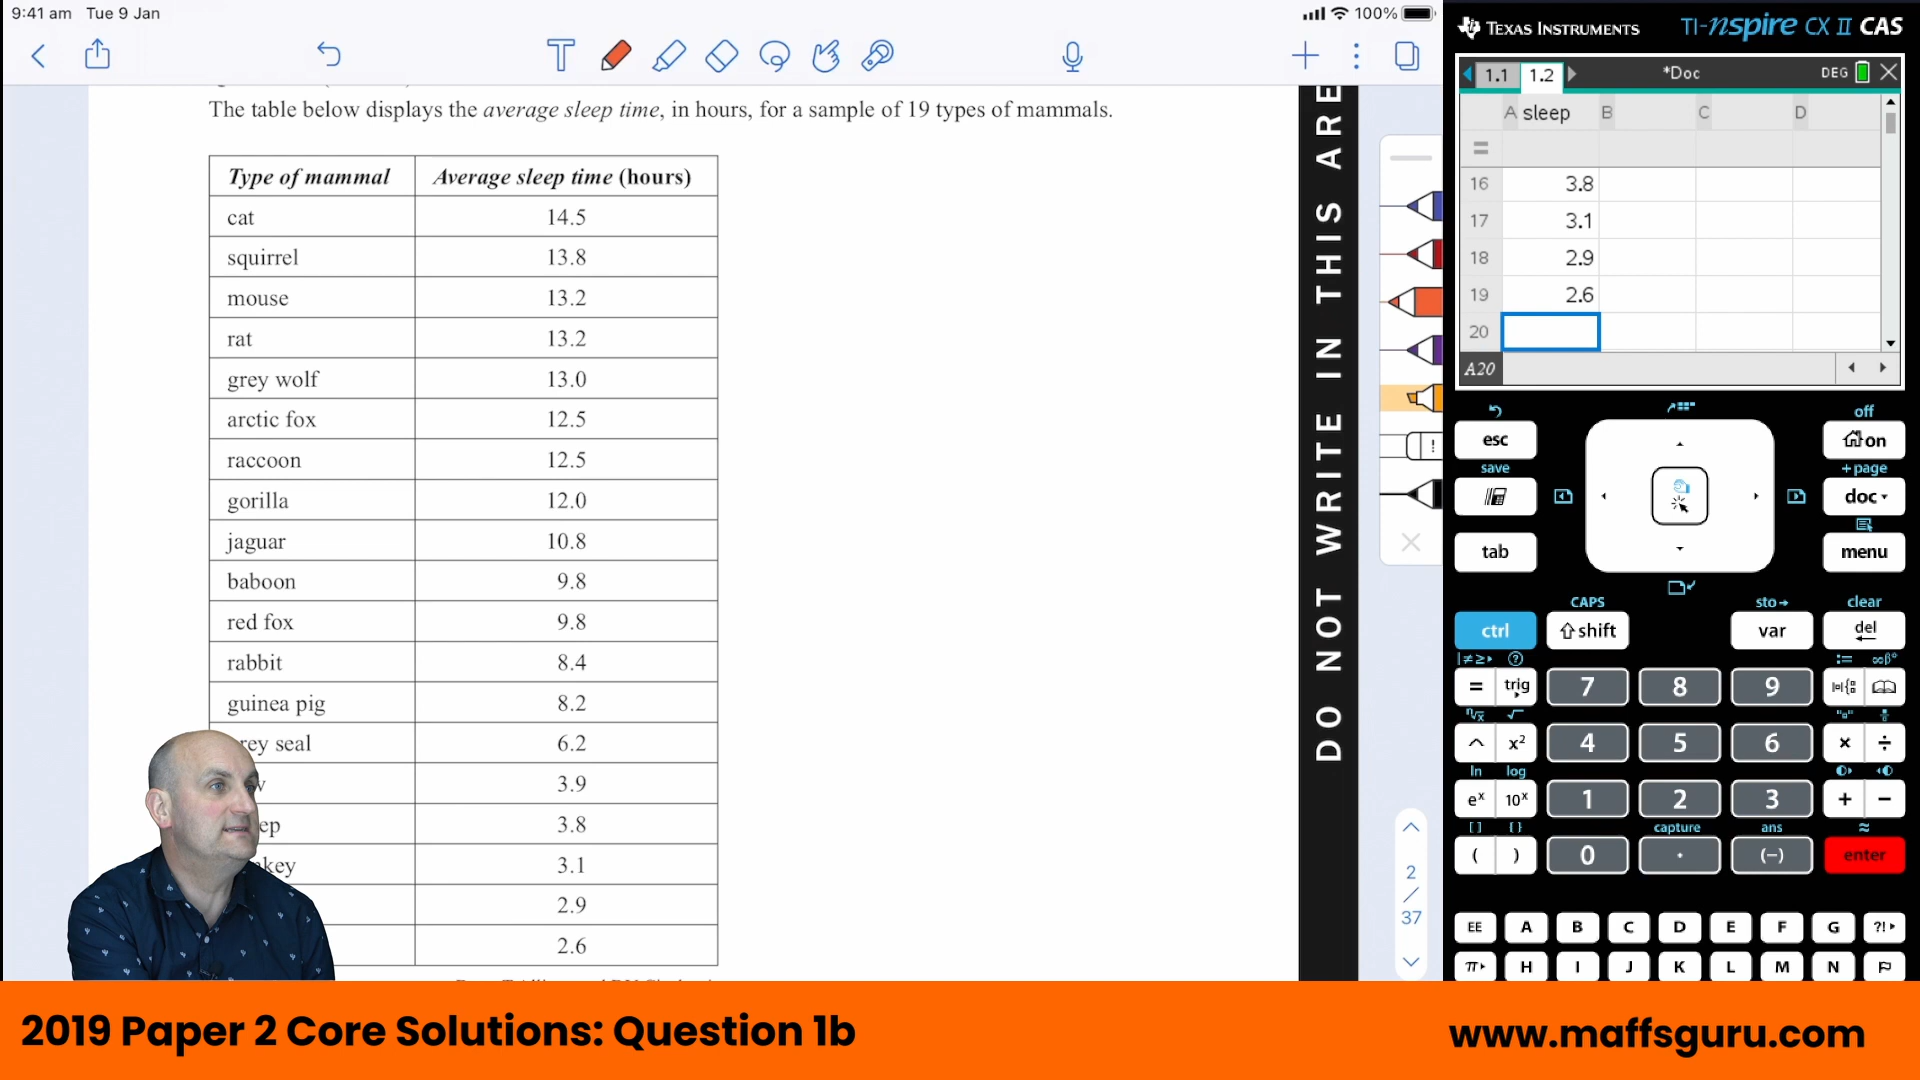 9:41 am Tue 9 Jan
100%
The table below displays the average sleep time, in hours, for a sample of 19 types of mammals.
Type of mammal Average sleep time (hours)
cat 14.5
squirrel 13.8
mouse 13.2
rat 13.2
grey wolf 13.0
arctic fox 12.5
raccoon 12.5
gorilla 12.0
jaguar 10.8
baboon 9.8
red fox 9.8
rabbit 8.4
guinea pig 8.2
rey seal 6.2
3.9
ep 3.8
key 3.1
2.9
2.6
DO NOT WRITE IN THIS ARE
2
/
37
TEXAS INSTRUMENTS TI-nspire CX II CAS
1.1 1.2 *Doc DEG
A sleep B C D
=
16 3.8
17 3.1
18 2.9
19 2.6
20
A20
off
esc on
save + page
doc
tab menu
CAPS sto→ clear
ctrl shift var del
= trig 7 8 9
^ x² 4 5 6 × ÷
ln log
eˣ 10ˣ 1 2 3 + −
[ ] { } capture ans ≈
( ) 0 . (−) enter
EE A B C D E F G ?!▸
π▸ H I J K L M N
2019 Paper 2 Core Solutions: Question 1b
www.maffsguru.com